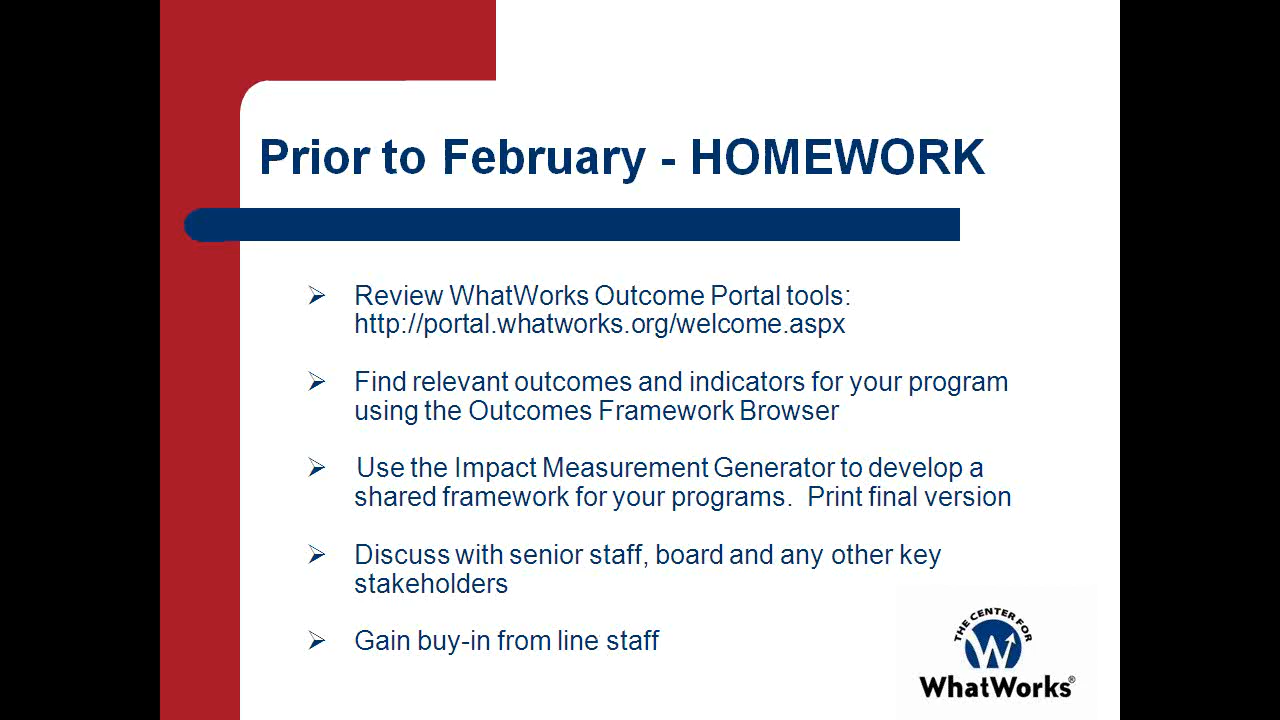 Prior to February - HOMEWORK
➢ Review WhatWorks Outcome Portal tools:
http://portal.whatworks.org/welcome.aspx
➢ Find relevant outcomes and indicators for your program
using the Outcomes Framework Browser
➢ Use the Impact Measurement Generator to develop a
shared framework for your programs.  Print final version
➢ Discuss with senior staff, board and any other key
stakeholders
➢ Gain buy-in from line staff
THE CENTER FOR
W
WhatWorks®